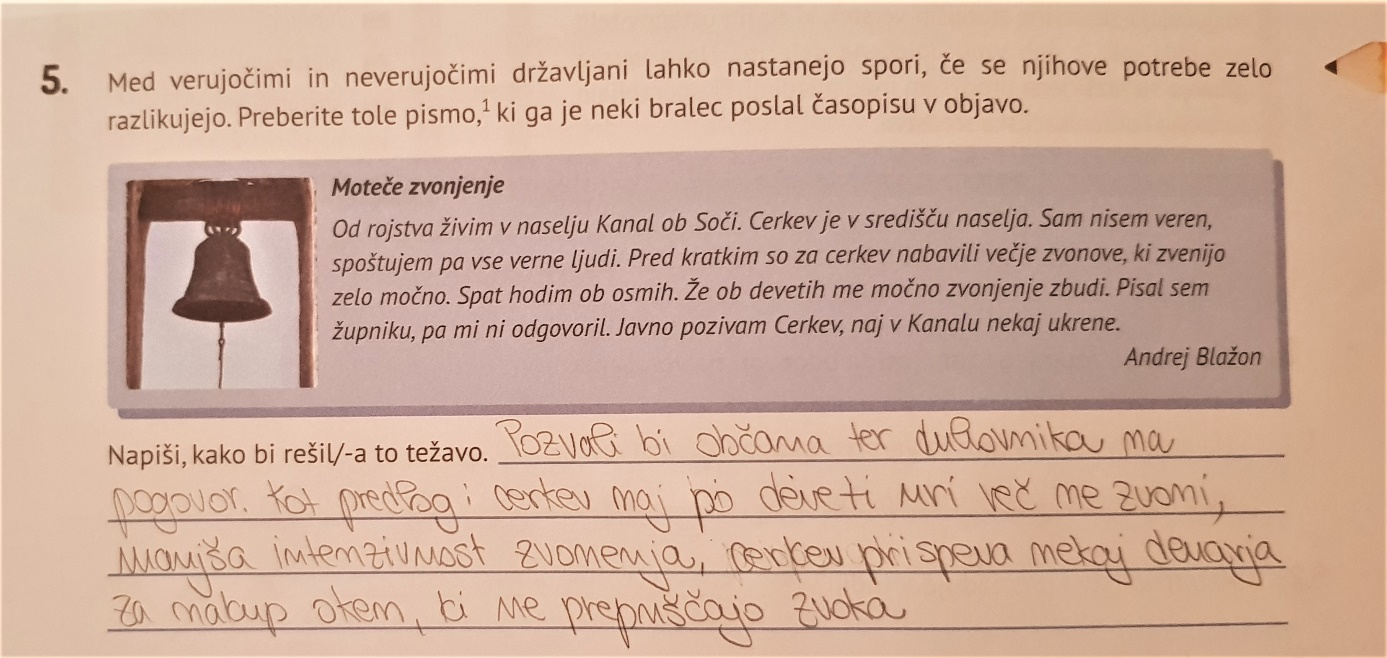 5. Med verujočimi in neverujočimi državljani lahko nastanejo spori, če se njihove potrebe zelo
razlikujejo. Preberite tole pismo,¹ ki ga je neki bralec poslal časopisu v objavo.
Moteče zvonjenje
Od rojstva živim v naselju Kanal ob Soči. Cerkev je v središču naselja. Sam nisem veren,
spoštujem pa vse verne ljudi. Pred kratkim so za cerkev nabavili večje zvonove, ki zvenijo
zelo močno. Spat hodim ob osmih. Že ob devetih me močno zvonjenje zbudi. Pisal sem
župniku, pa mi ni odgovoril. Javno pozivam Cerkev, naj v Kanalu nekaj ukrene.
Andrej Blažon
Napiši, kako bi rešil/-a to težavo. Pozvali bi občana ter duhovnika na
pogovor. Kot predlog: cerkev naj po deveti uri več ne zvoni,
manjša intenzivnost zvonenja, cerkev prispeva nekaj denarja
za nakup oken, ki ne prepuščajo zvoka